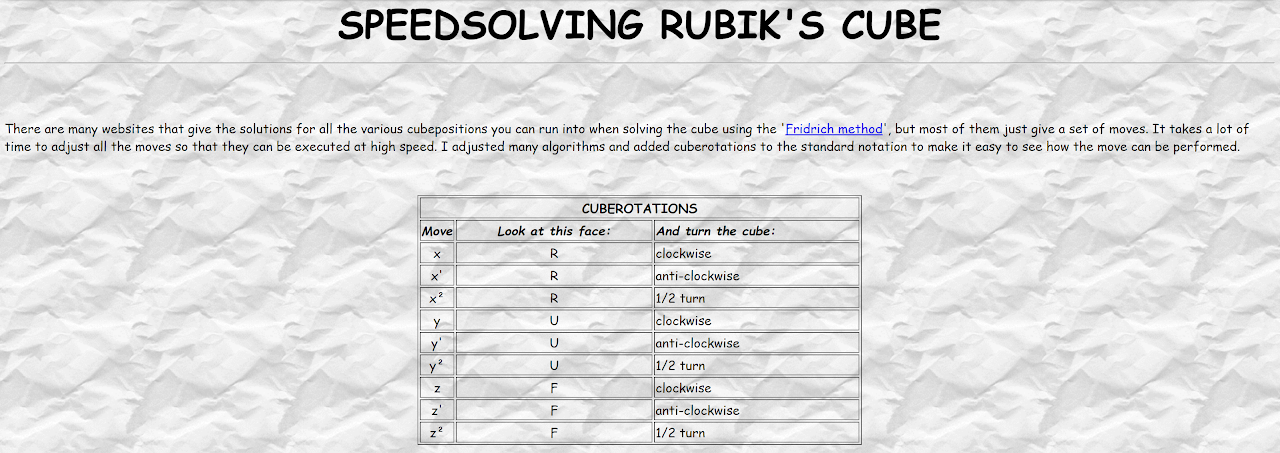 SPEEDSOLVING RUBIK'S CUBE
There are many websites that give the solutions for all the various cubepositions you can run into when solving the cube using the 'Fridrich method', but most of them just give a set of moves. It takes a lot of
time to adjust all the moves so that they can be executed at high speed. I adjusted many algorithms and added cuberotations to the standard notation to make it easy to see how the move can be performed.
CUBEROTATIONS
Move Look at this face: And turn the cube:
x R clockwise
x' R anti-clockwise
x² R 1/2 turn
y U clockwise
y' U anti-clockwise
y² U 1/2 turn
z F clockwise
z' F anti-clockwise
z² F 1/2 turn